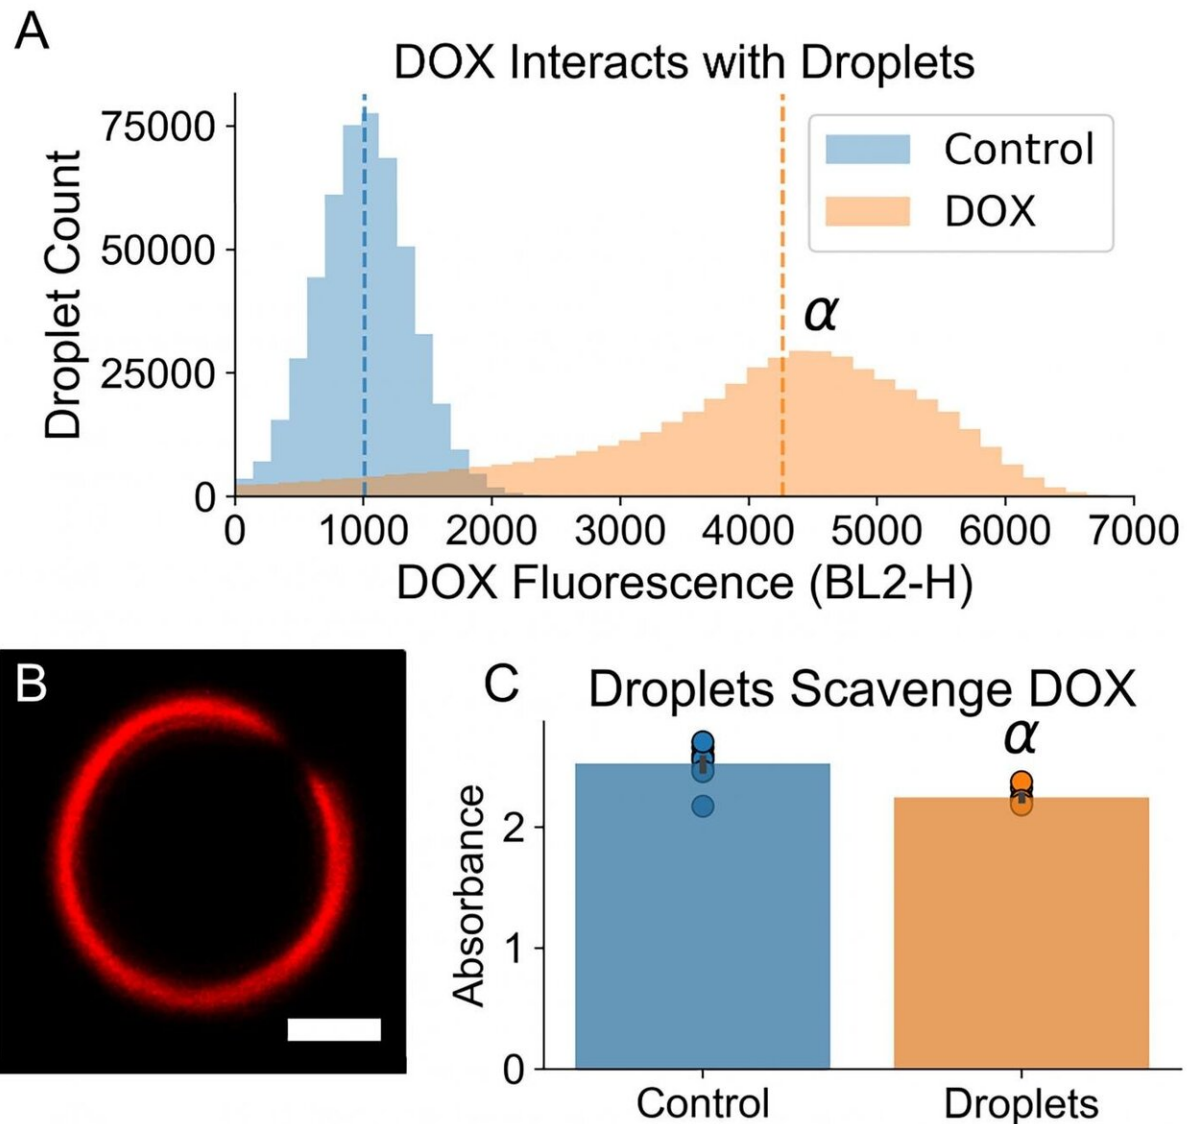 A
DOX Interacts with Droplets
Droplet Count
75000
50000
25000
0
Control
DOX
α
0 1000 2000 3000 4000 5000 6000 7000
DOX Fluorescence (BL2-H)
B
C
Droplets Scavenge DOX
α
Absorbance
2
1
0
Control Droplets